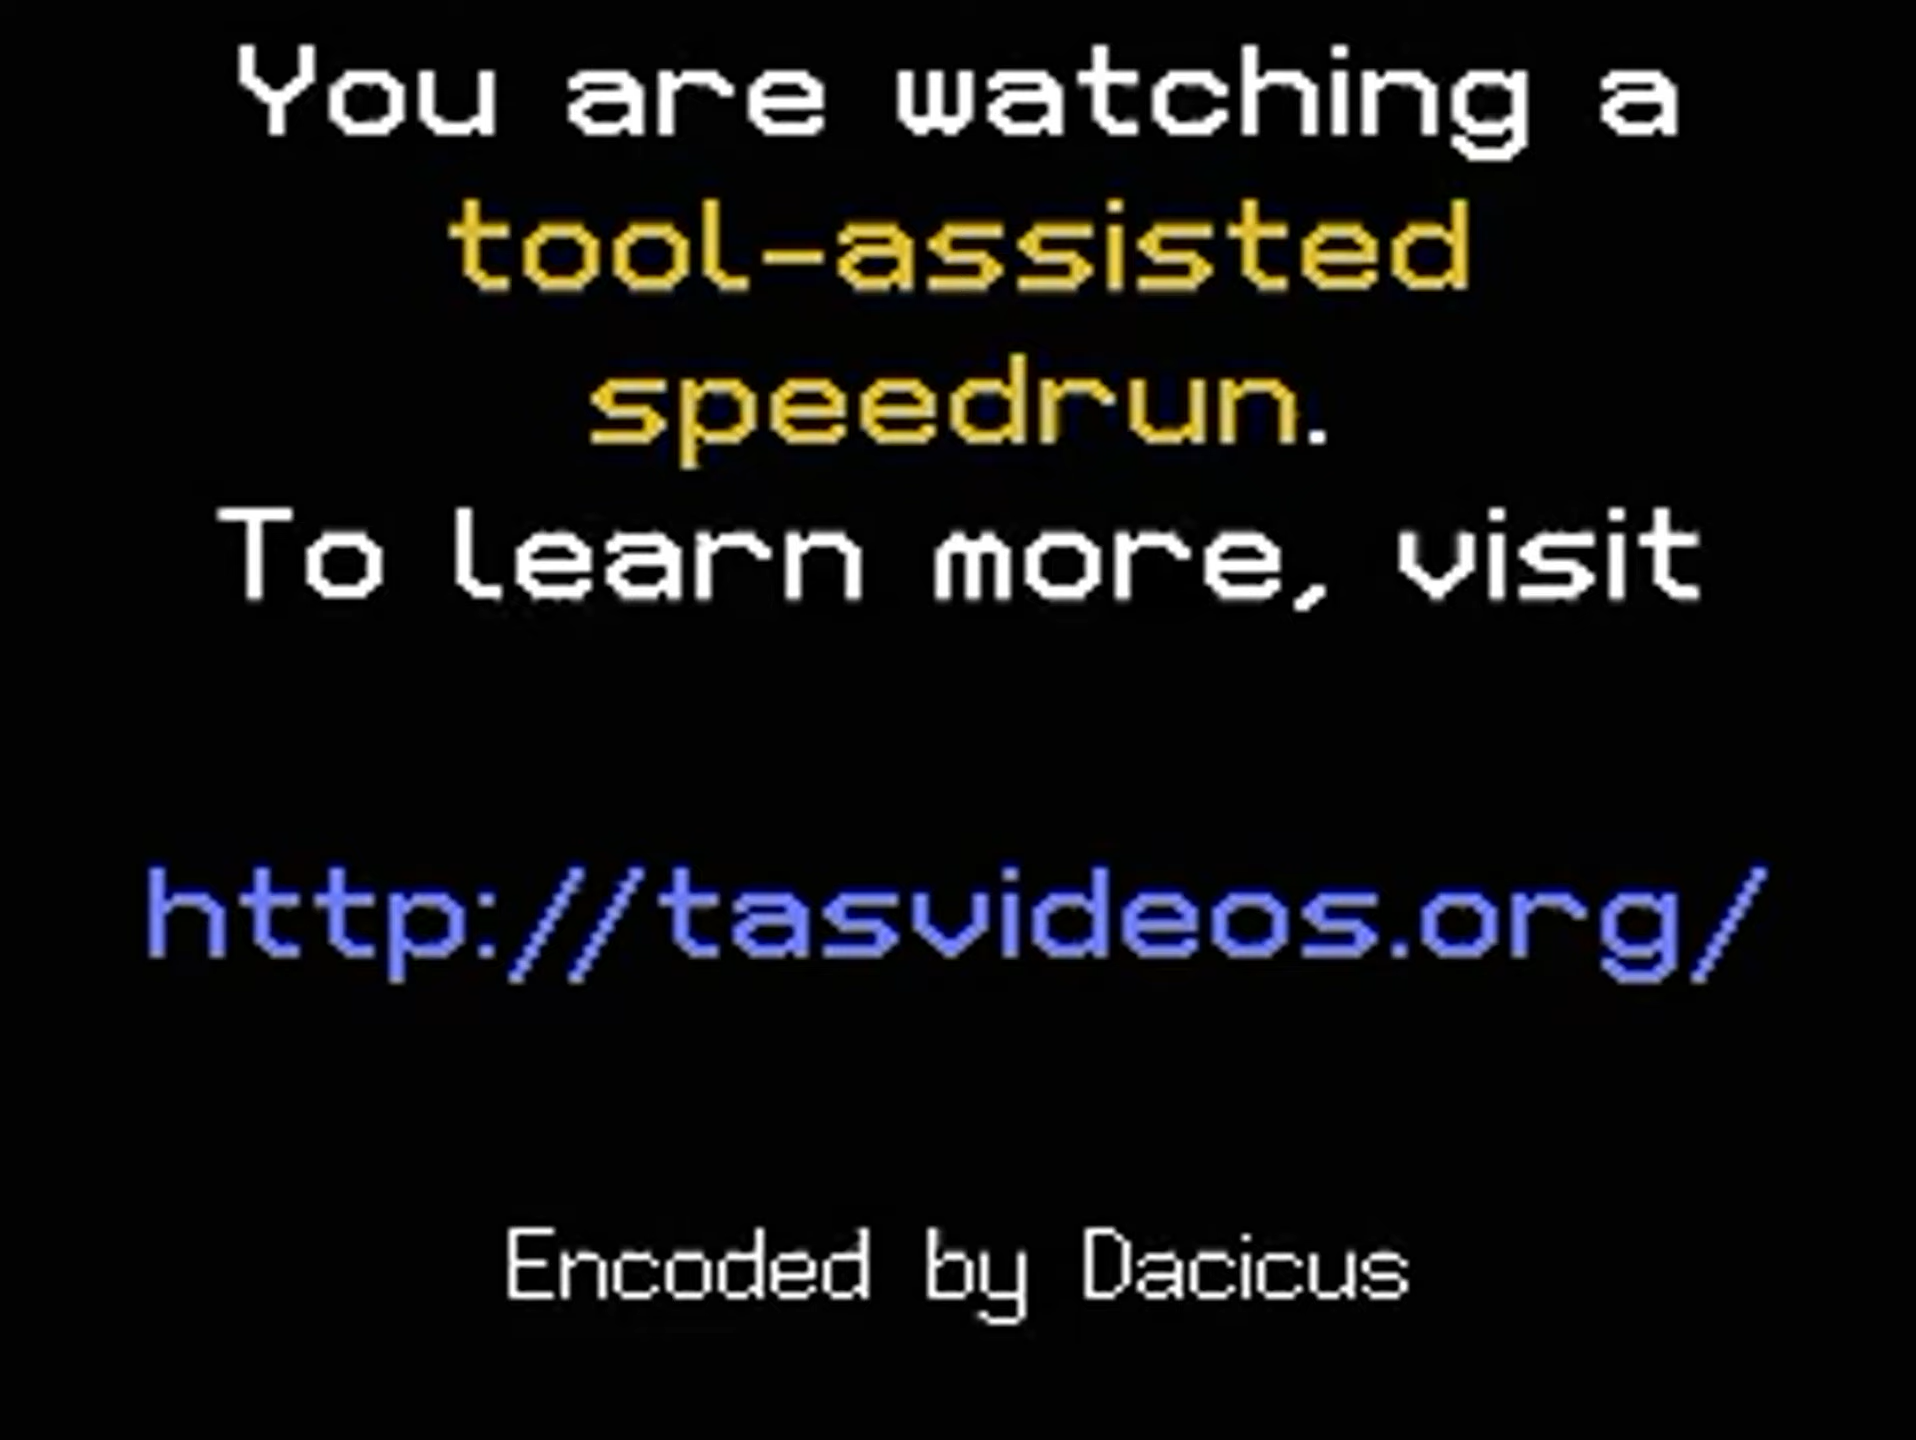 You are watching a
tool-assisted
speedrun.
To learn more, visit
http://tasvideos.org/
Encoded by Dacicus